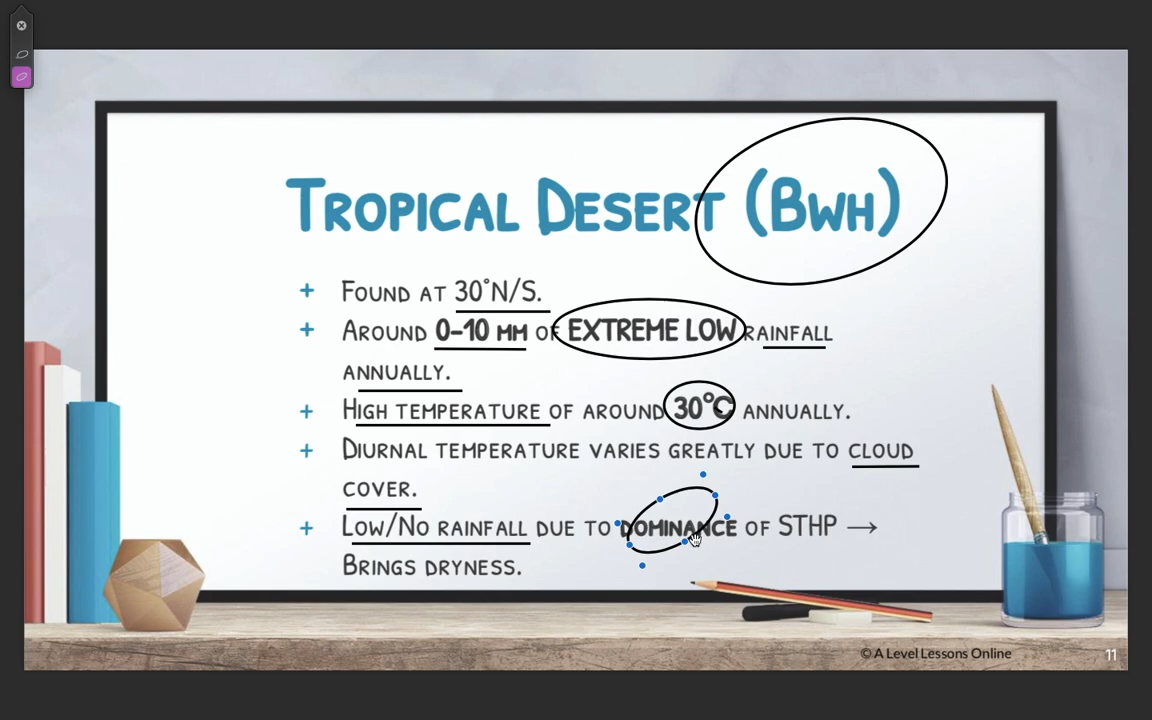 Tropical Desert (Bwh)
+ Found at 30°N/S.
+ Around 0-10 mm of EXTREME LOW rainfall
annually.
+ High temperature of around 30°C annually.
+ Diurnal temperature varies greatly due to cloud
cover.
+ Low/No rainfall due to dominance of STHP →
Brings dryness.
© A Level Lessons Online
11